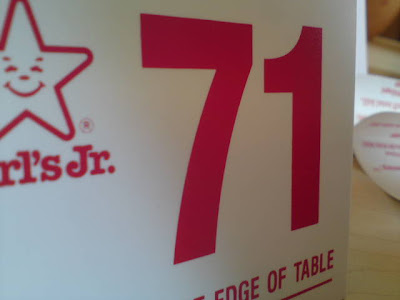 71
®
rl's Jr.
EDGE OF TABLE